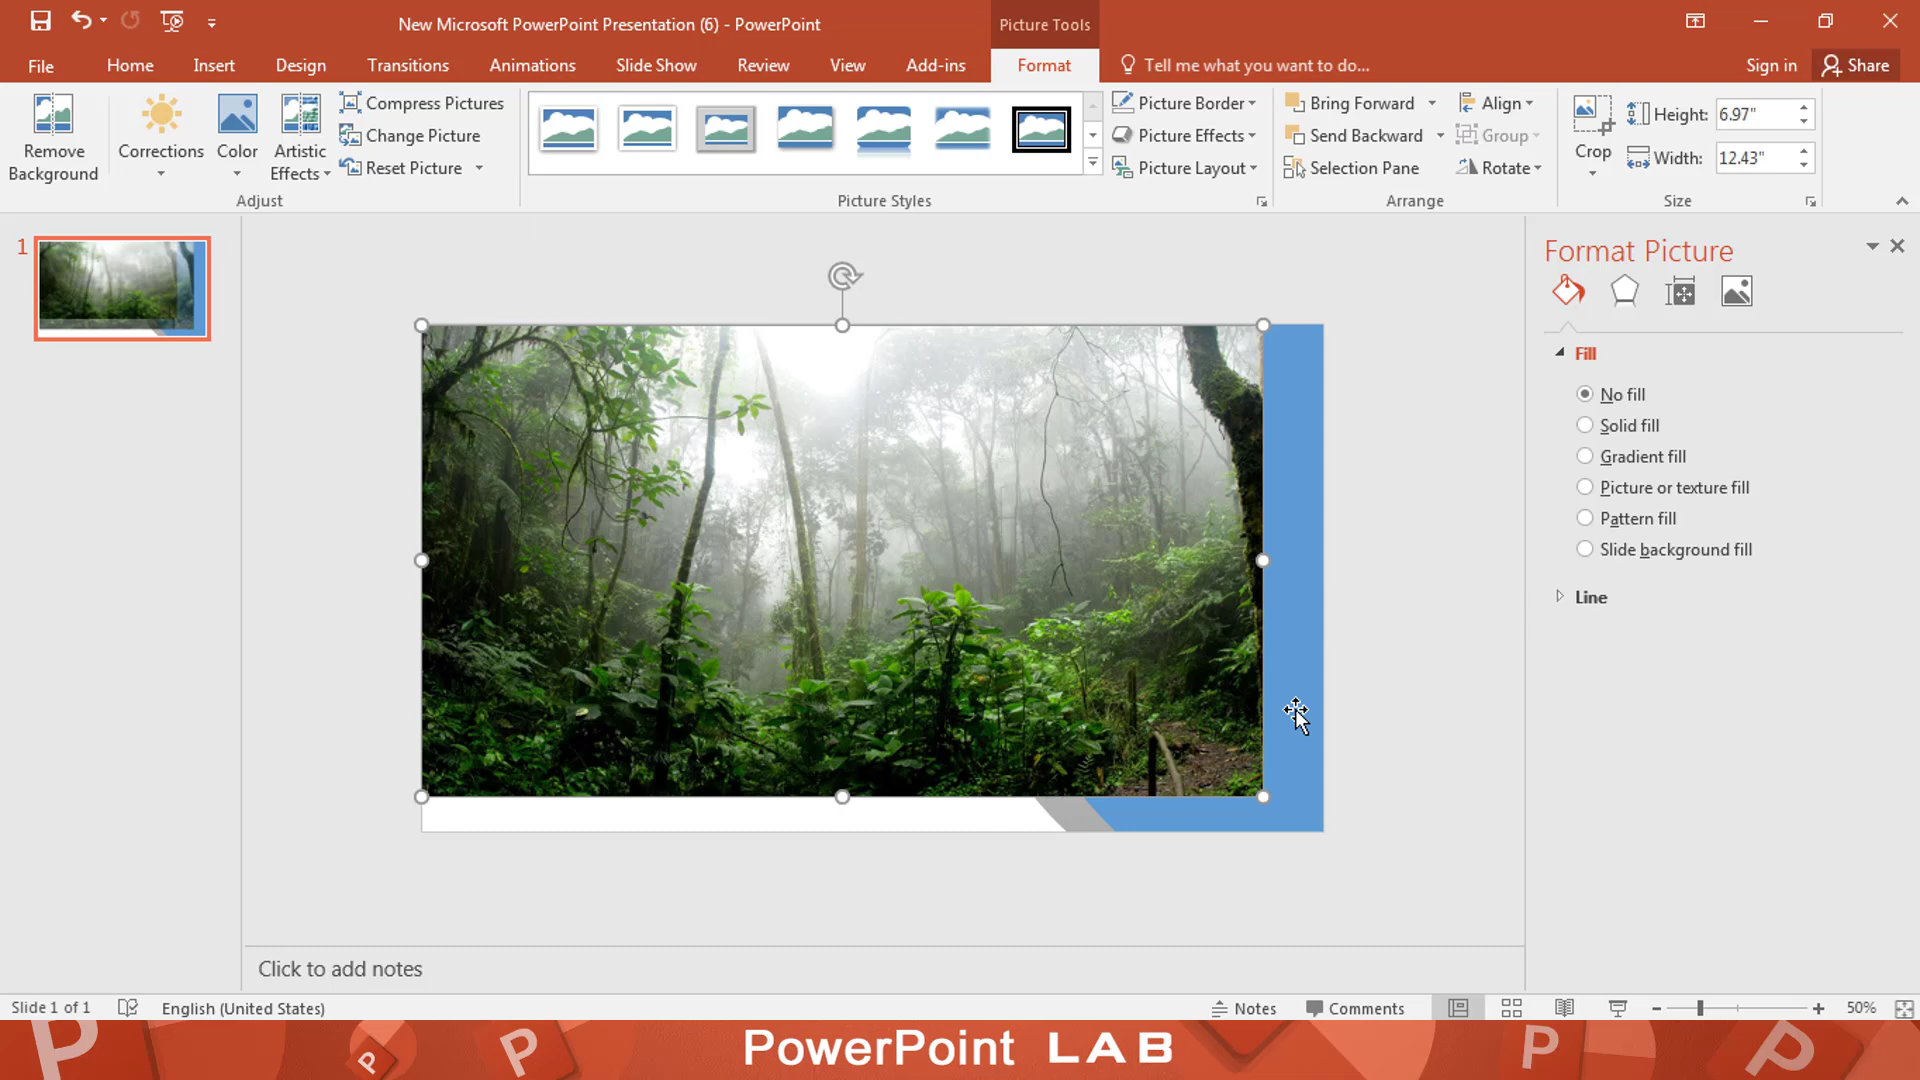 New Microsoft PowerPoint Presentation (6) - PowerPoint
Picture Tools
File Home Insert Design Transitions Animations Slide Show Review View Add-ins Format Tell me what you want to do... Sign in Share
Remove Background
Corrections
Color
Artistic Effects
Compress Pictures
Change Picture
Reset Picture
Adjust
Picture Border
Picture Effects
Picture Layout
Picture Styles
Bring Forward
Send Backward
Selection Pane
Align
Group
Rotate
Arrange
Crop
Height: 6.97"
Width: 12.43"
Size
1
Format Picture
Fill
No fill
Solid fill
Gradient fill
Picture or texture fill
Pattern fill
Slide background fill
Line
Click to add notes
Slide 1 of 1 English (United States) Notes Comments 50%
PowerPoint LAB
P P P P P